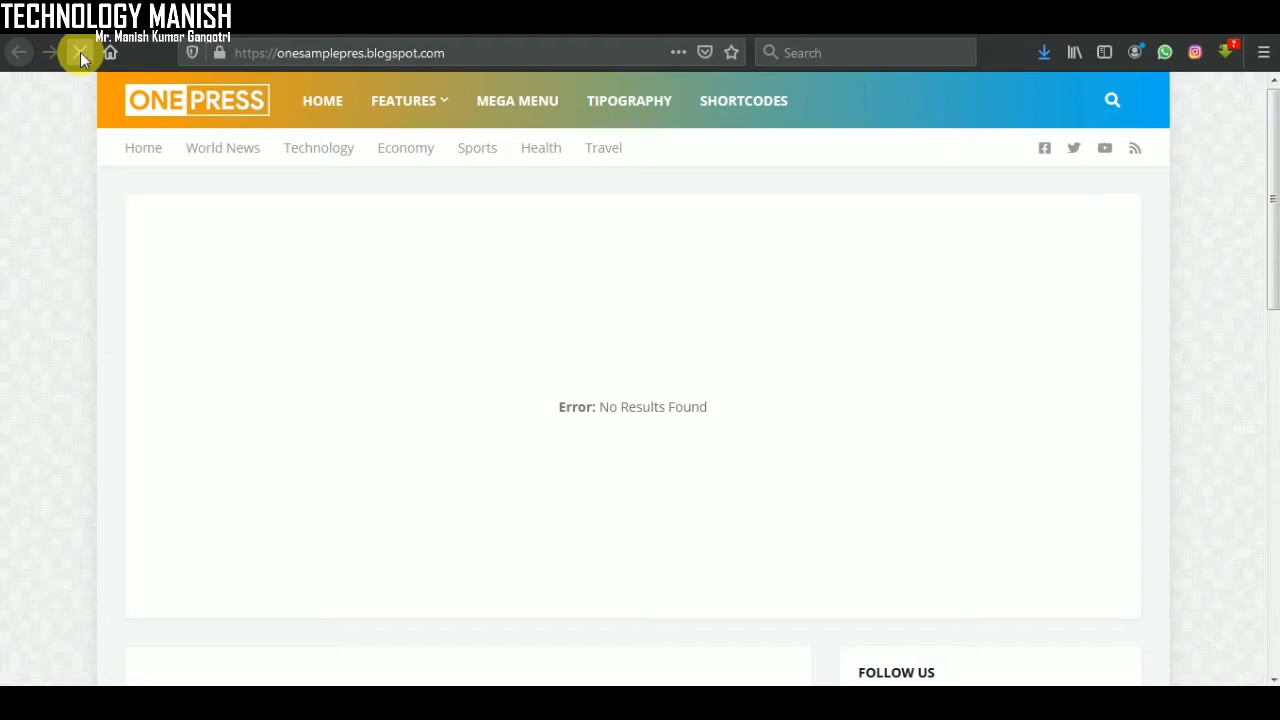 TECHNOLOGY MANISH
Mr. Manish Kumar Gangotri
https://onesamplepres.blogspot.com
Search
ONE PRESS
HOME
FEATURES
MEGA MENU
TIPOGRAPHY
SHORTCODES
Home
World News
Technology
Economy
Sports
Health
Travel
Error: No Results Found
FOLLOW US